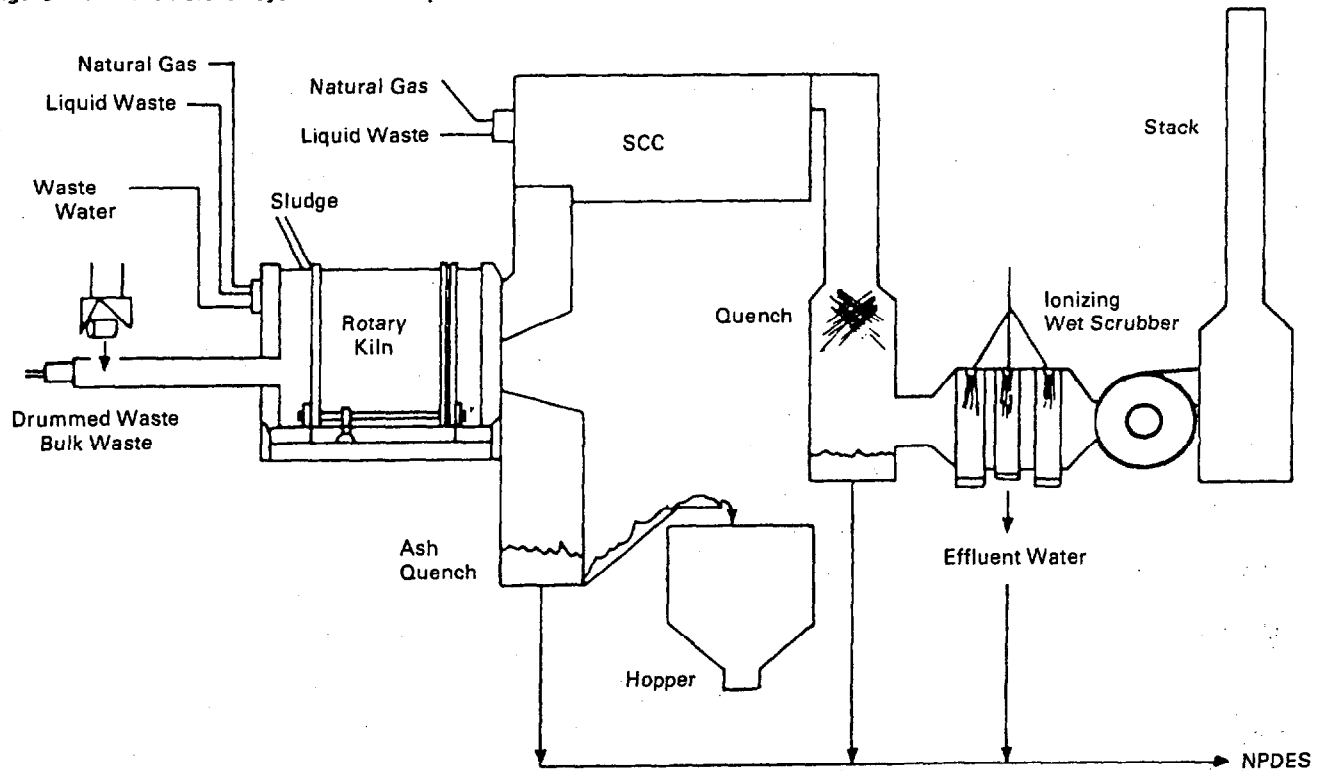 Natural Gas
Liquid Waste
Waste
Water
Sludge
Natural Gas
Liquid Waste
SCC
Stack
Rotary
Kiln
Quench
Ionizing
Wet Scrubber
Drummed Waste
Bulk Waste
Ash
Quench
Effluent Water
Hopper
NPDES